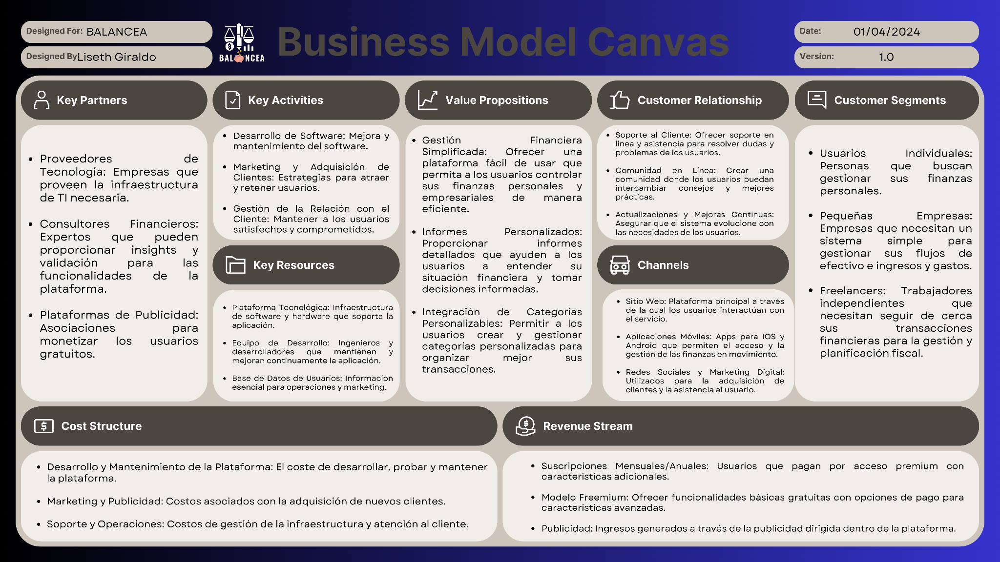 Designed For: BALANCEA
Designed By: Liseth Giraldo
BALANCEA
Business Model Canvas
Date: 01/04/2024
Version: 1.0
Key Partners
• Proveedores de
Tecnología: Empresas que
proveen la infraestructura
de TI necesaria.
• Consultores Financieros:
Expertos que pueden
proporcionar insights y
validación para las
funcionalidades de la
plataforma.
• Plataformas de Publicidad:
Asociaciones para
monetizar los usuarios
gratuitos.
Key Activities
• Desarrollo de Software: Mejora y
mantenimiento del software.
• Marketing y Adquisición de
Clientes: Estrategias para atraer
y retener usuarios.
• Gestión de la Relación con el
Cliente: Mantener a los usuarios
satisfechos y comprometidos.
Key Resources
• Plataforma Tecnológica: Infraestructura
de software y hardware que soporta la
aplicación.
• Equipo de Desarrollo: Ingenieros y
desarrolladores que mantienen y
mejoran continuamente la aplicación.
• Base de Datos de Usuarios: Información
esencial para operaciones y marketing.
Value Propositions
• Gestión Financiera
Simplificada: Ofrecer una
plataforma fácil de usar que
permita a los usuarios controlar
sus finanzas personales y
empresariales de manera
eficiente.
• Informes Personalizados:
Proporcionar informes
detallados que ayuden a los
usuarios a entender su
situación financiera y tomar
decisiones informadas.
• Integración de Categorías
Personalizables: Permitir a los
usuarios crear y gestionar
categorías personalizadas para
organizar mejor sus
transacciones.
Customer Relationship
• Soporte al Cliente: Ofrecer soporte en
línea y asistencia para resolver dudas y
problemas de los usuarios.
• Comunidad en Línea: Crear una
comunidad donde los usuarios puedan
intercambiar consejos y mejores
prácticas.
• Actualizaciones y Mejoras Continuas:
Asegurar que el sistema evolucione con
las necesidades de los usuarios.
Channels
• Sitio Web: Plataforma principal a través
de la cual los usuarios interactúan con
el servicio.
• Aplicaciones Móviles: Apps para iOS y
Android que permiten el acceso y la
gestión de las finanzas en movimiento.
• Redes Sociales y Marketing Digital:
Utilizados para la adquisición de
clientes y la asistencia al usuario.
Customer Segments
• Usuarios Individuales:
Personas que buscan
gestionar sus finanzas
personales.
• Pequeñas Empresas:
Empresas que necesitan un
sistema simple para
gestionar sus flujos de
efectivo e ingresos y gastos.
• Freelancers: Trabajadores
independientes que
necesitan seguir de cerca
sus transacciones
financieras para la gestión y
planificación fiscal.
Cost Structure
• Desarrollo y Mantenimiento de la Plataforma: El coste de desarrollar, probar y mantener
la plataforma.
• Marketing y Publicidad: Costos asociados con la adquisición de nuevos clientes.
• Soporte y Operaciones: Costos de gestión de la infraestructura y atención al cliente.
Revenue Stream
• Suscripciones Mensuales/Anuales: Usuarios que pagan por acceso premium con
características adicionales.
• Modelo Freemium: Ofrecer funcionalidades básicas gratuitas con opciones de pago para
características avanzadas.
• Publicidad: Ingresos generados a través de la publicidad dirigida dentro de la plataforma.